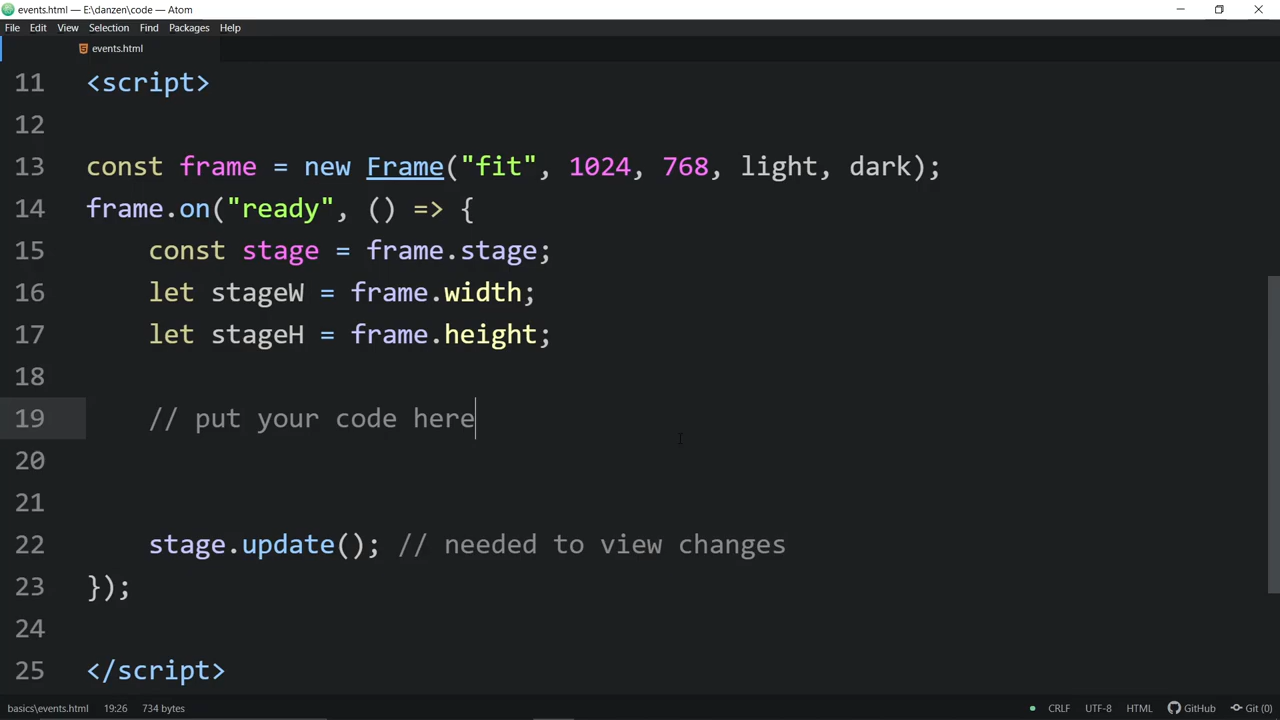 events.html — E:\danzen\code — Atom
File Edit View Selection Find Packages Help
events.html
11 <script>
12
13 const frame = new Frame("fit", 1024, 768, light, dark);
14 frame.on("ready", () => {
15 const stage = frame.stage;
16 let stageW = frame.width;
17 let stageH = frame.height;
18
19 // put your code here
20
21
22 stage.update(); // needed to view changes
23 });
24
25 </script>
basics\events.html 19:26 734 bytes CRLF UTF-8 HTML GitHub Git (0)